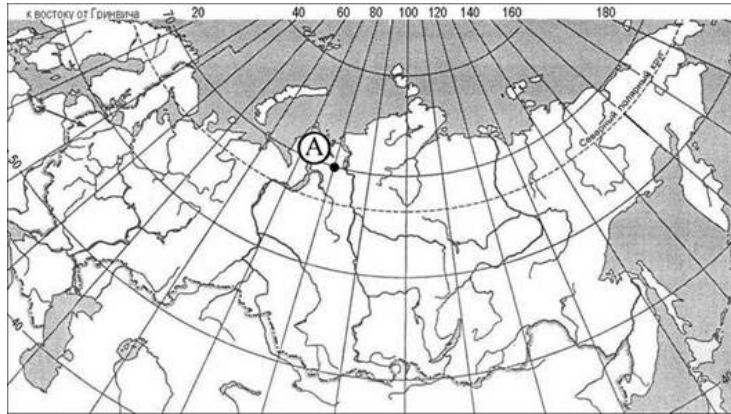 к востоку от Гринвича 70 20 40 60 80 100 120 140 160 180
Северный полярный круг
А
50
40